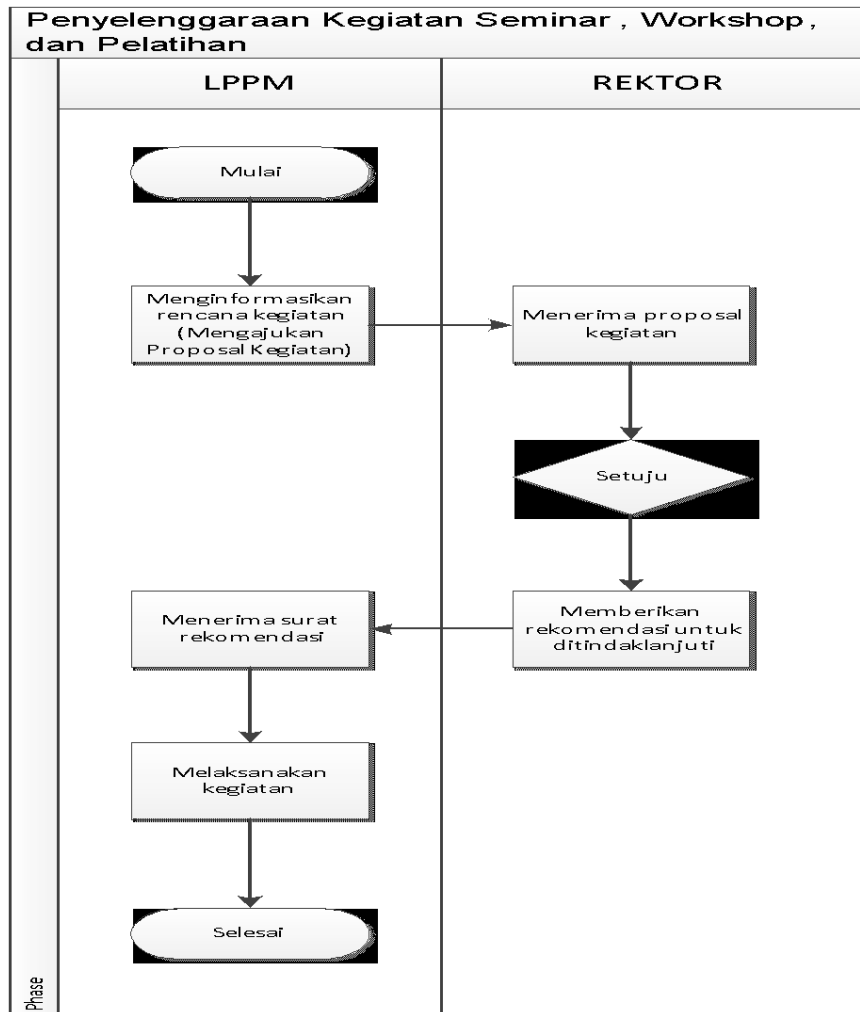 Penyelenggaraan Kegiatan Seminar , Workshop ,
dan Pelatihan
LPPM
REKTOR
Mulai
Menginformasikan
rencana kegiatan
(Mengajukan
Proposal Kegiatan)
Menerima proposal
kegiatan
Setuju
Memberikan
rekomendasi untuk
ditindaklanjuti
Menerima surat
rekomendasi
Melaksanakan
kegiatan
Selesai
Phase